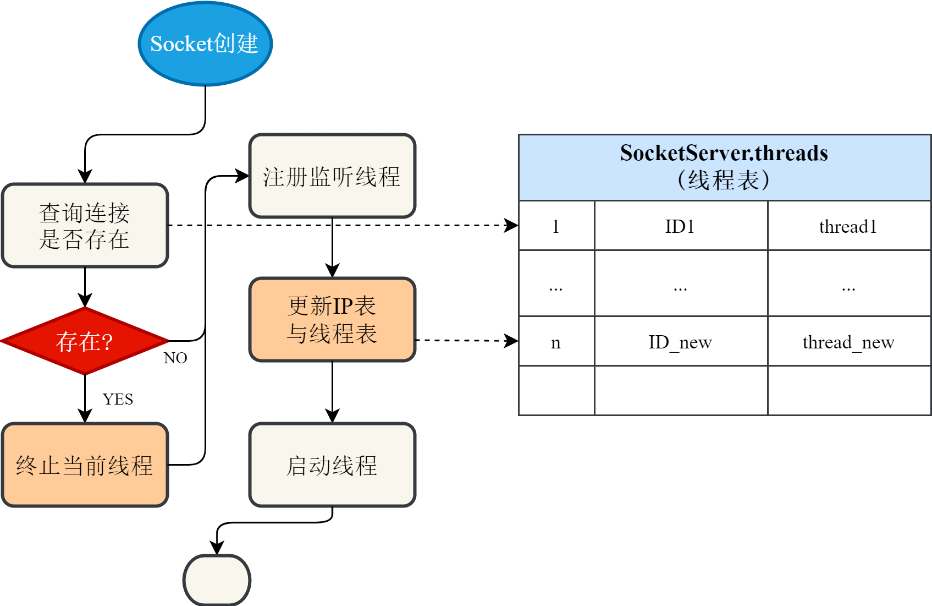 Socket创建
查询连接
是否存在
存在?
NO
YES
终止当前线程
注册监听线程
更新IP表
与线程表
启动线程
SocketServer.threads
（线程表）
1 ID1 thread1
... ... ...
n ID_new thread_new